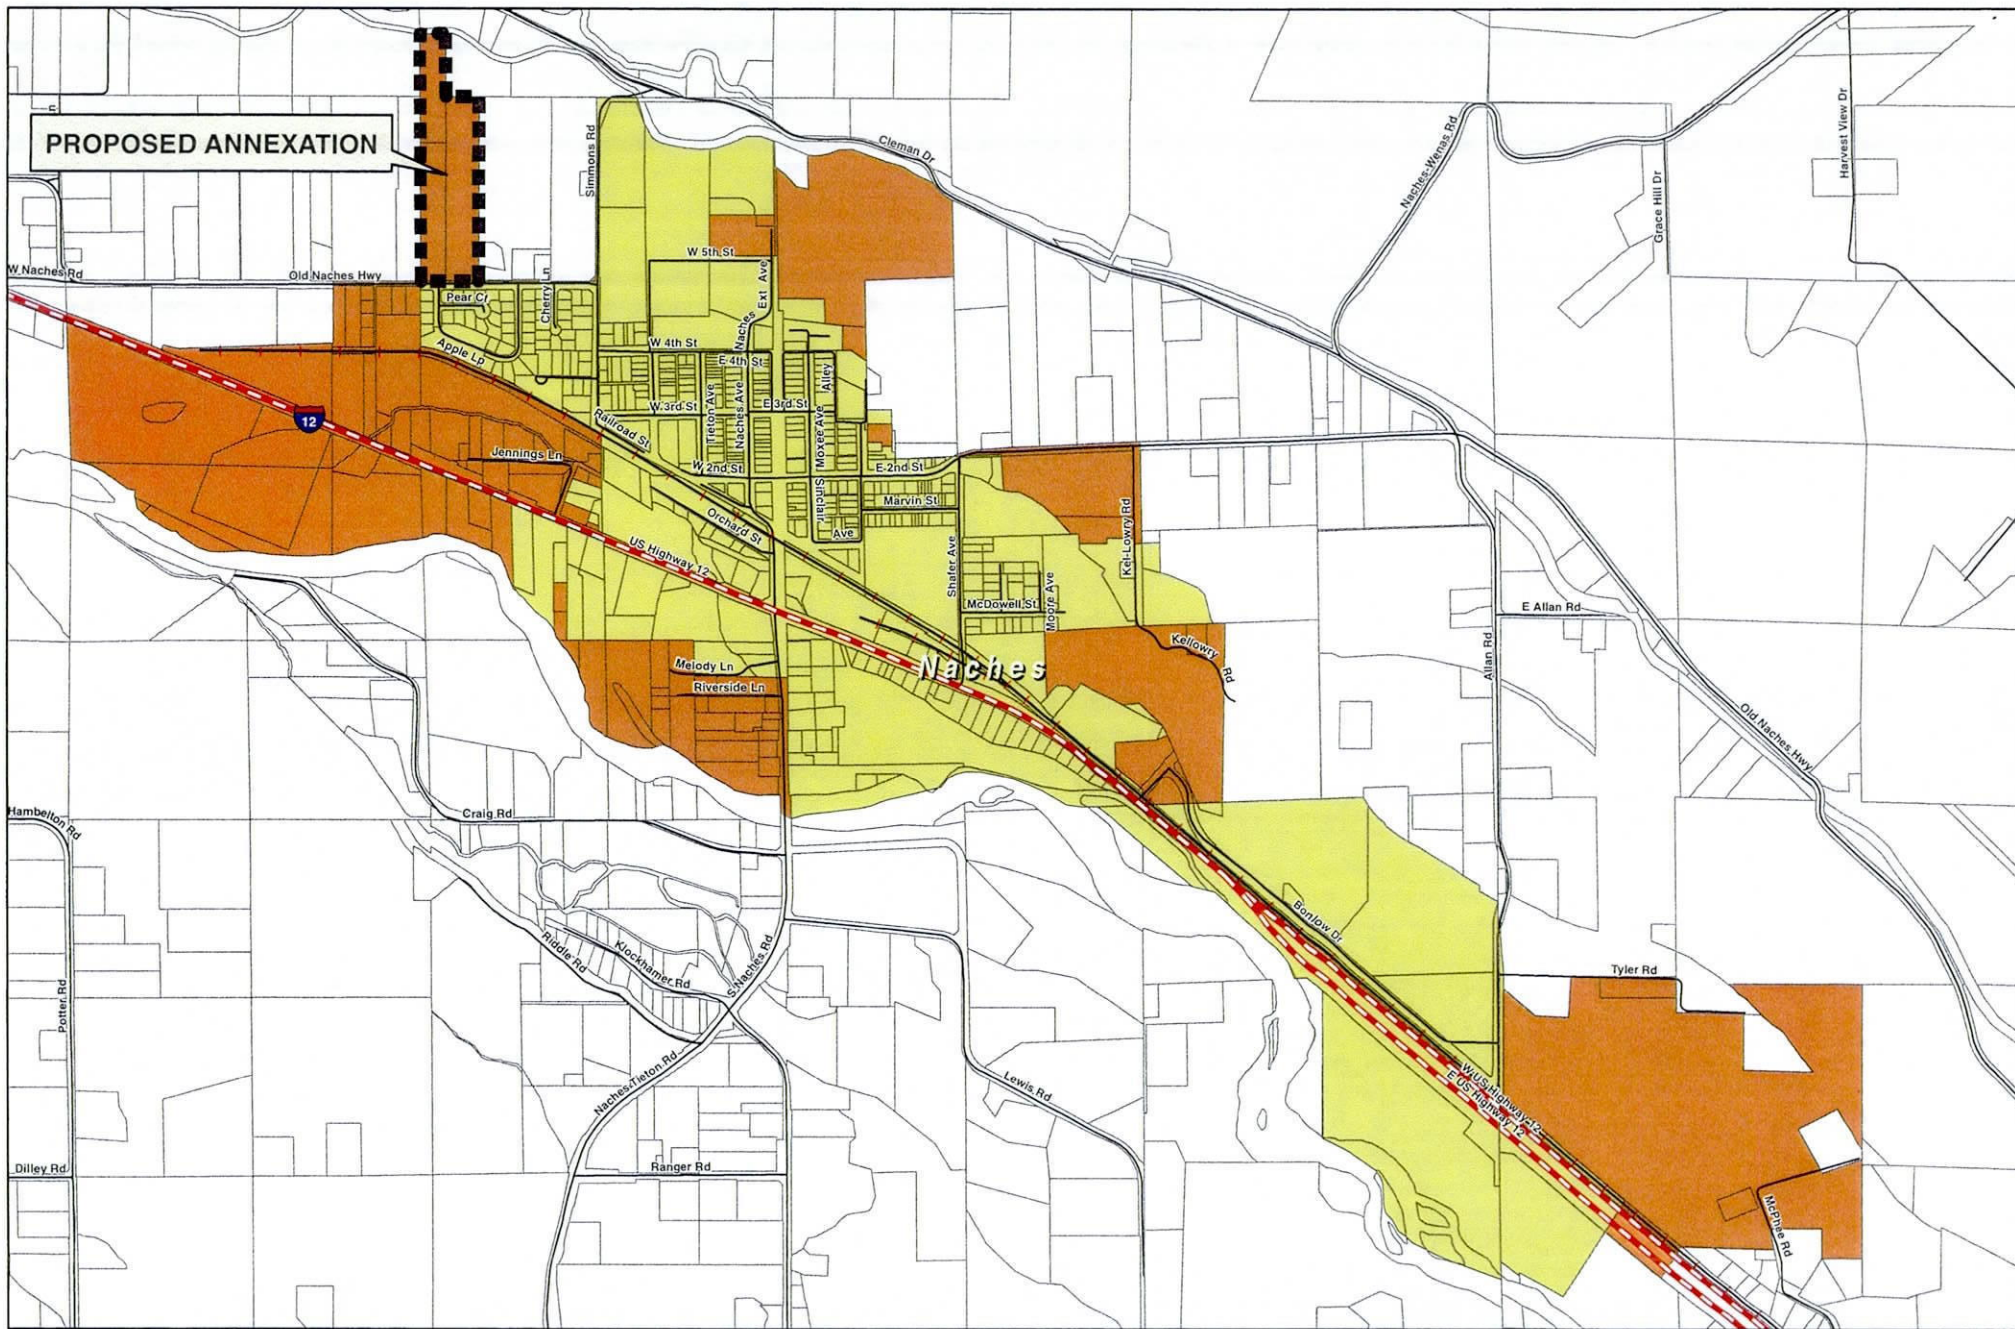 PROPOSED ANNEXATION
Simmons Rd
Cleman Dr
Naches-Wenas Rd
Harvest View Dr
Grace Hill Dr
W Naches Rd
Old Naches Hwy
W 5th St
Pear Ct
Cherry Ln
Naches Ext Ave
Apple Lp
W 4th St
E 4th St
Alley
12
W 3rd St
E 3rd St
Tieton Ave
Naches Ave
Moxee Ave
Railroad St
Jennings Ln
W 2nd St
E 2nd St
Sinclair Ave
Marvin St
Orchard St
US Highway 12
Kel-Lowry Rd
Shafer Ave
Moore Ave
McDowell St
E Allan Rd
Allan Rd
Kellowry Rd
Melody Ln
Riverside Ln
Naches
Old Naches Hwy
Hambelton Rd
Craig Rd
Bonlow Dr
Riddle Rd
Klockhamer Rd
S Naches Rd
Tyler Rd
Potter Rd
Naches Tieton Rd
Lewis Rd
W US Highway 12
E US Highway 12
Dilley Rd
Ranger Rd
McPhee Rd